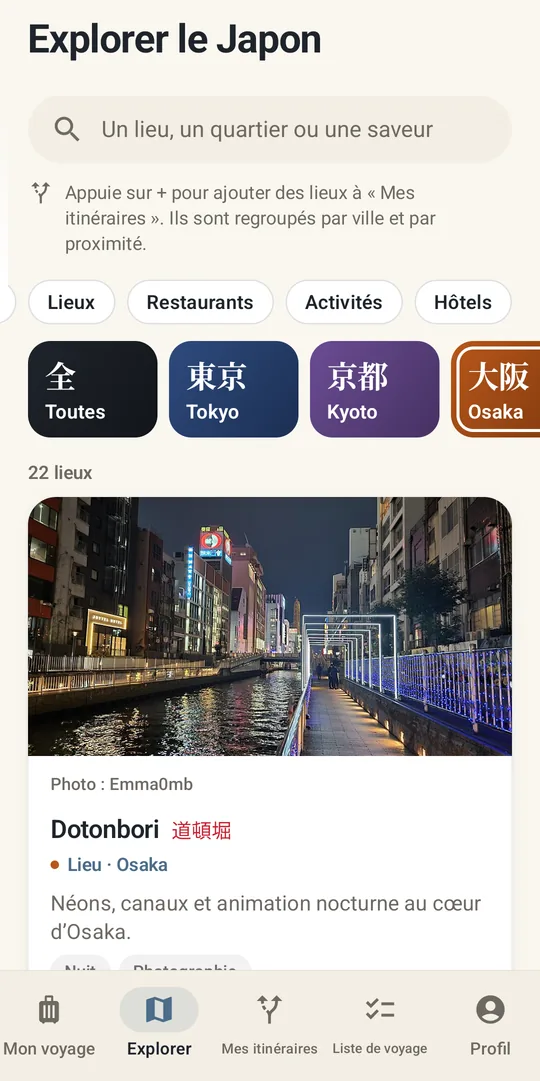 Explorer le Japon
Un lieu, un quartier ou une saveur
Appuie sur + pour ajouter des lieux à « Mes
itinéraires ». Ils sont regroupés par ville et par
proximité.
Lieux
Restaurants
Activités
Hôtels
全
Toutes
東京
Tokyo
京都
Kyoto
大阪
Osaka
22 lieux
Photo : Emma0mb
Dotonbori 道頓堀
Lieu · Osaka
Néons, canaux et animation nocturne au cœur
d’Osaka.
Nuit
Photographie
Mon voyage
Explorer
Mes itinéraires
Liste de voyage
Profil